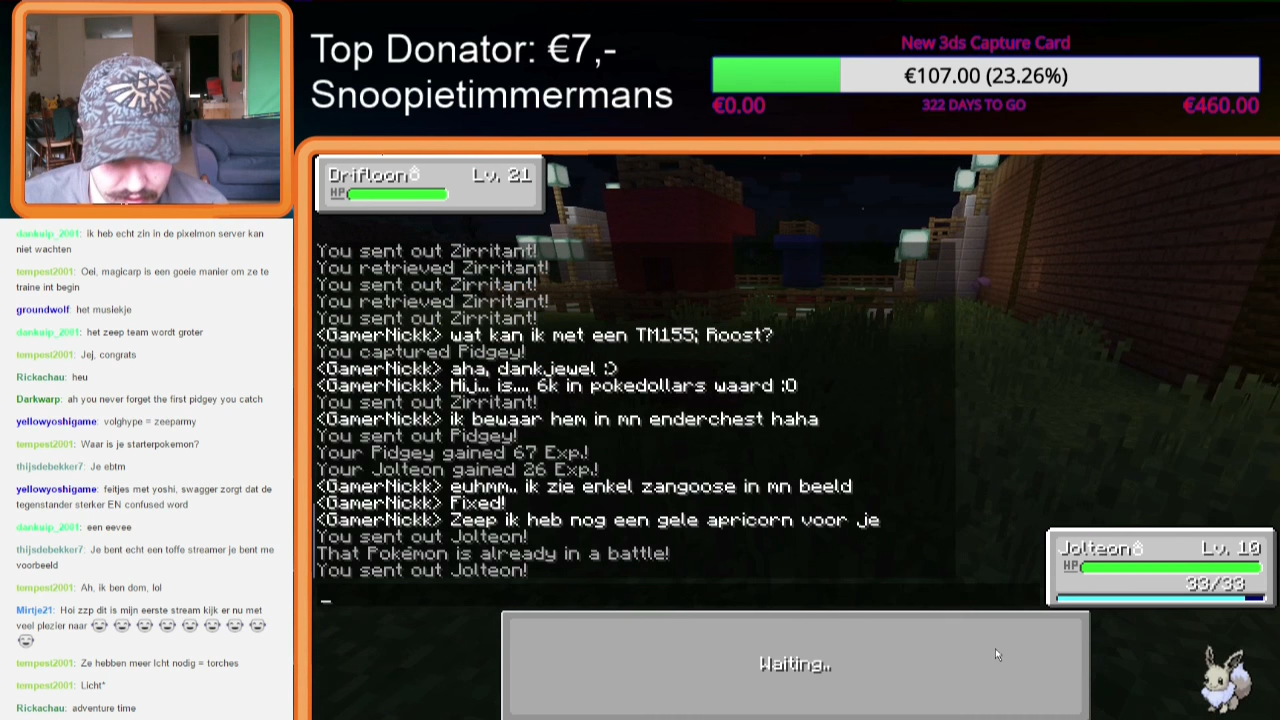 Top Donator: €7,-
Snoopietimmermans
New 3ds Capture Card
€107.00 (23.26%)
€0.00
322 DAYS TO GO
€460.00
dankuip_2001: ik heb echt zin in de pixelmon server kan
niet wachten
tempest2001: Oei, magicarp is een goeie manier om ze te
traine int begin
groundwolf: het musiekje
dankuip_2001: het zeep team wordt groter
tempest2001: Jej, congrats
Rickachau: heu
Darkwarp: ah you never forget the first pidgey you catch
yellowyoshigame: volghype = zeeparmy
tempest2001: Waar is je starterpokemon?
thijsdebekker7: Je ebtm
yellowyoshigame: feitjes met yoshi, swagger zorgt dat de
tegenstander sterker EN confused word
dankuip_2001: een eevee
thijsdebekker7: Je bent echt een toffe streamer je bent me
voorbeeld
tempest2001: Ah, ik ben dom, lol
Mirtje21: Hoi zzp dit is mijn eerste stream kijk er nu met
veel plezier naar
tempest2001: Ze hebben meer lcht nodig = torches
tempest2001: Licht*
Rickachau: adventure time
Drifloon♂ Lv. 21
HP
You sent out Zirritant!
You retrieved Zirritant!
You sent out Zirritant!
You retrieved Zirritant!
You sent out Zirritant!
<GamerNickk> wat kan ik met een TM155; Roost?
You captured Pidgey!
<GamerNickk> aha, dankjewel :)
<GamerNickk> Hij... is.... 6k in pokedollars waard :O
You sent out Zirritant!
<GamerNickk> ik bewaar hem in mn enderchest haha
You sent out Pidgey!
Your Pidgey gained 67 Exp.!
Your Jolteon gained 26 Exp.!
<GamerNickk> euhmm.. ik zie enkel zangoose in mn beeld
<GamerNickk> Fixed!
<GamerNickk> Zeep ik heb nog een gele apricorn voor je
You sent out Jolteon!
That Pokémon is already in a battle!
You sent out Jolteon!
_
Jolteon♂ Lv. 10
HP
33/33
Waiting..